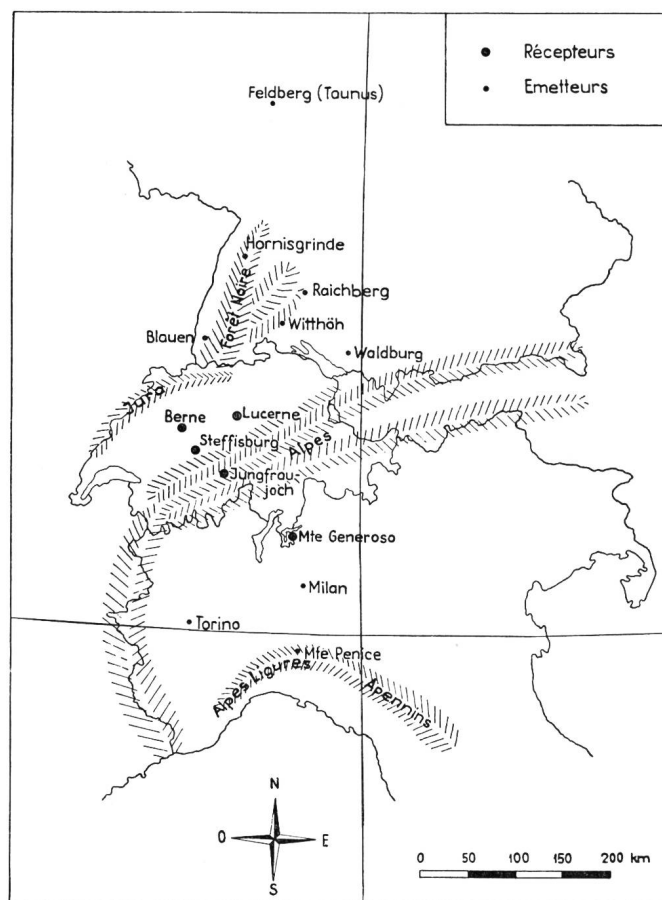 Récepteurs
Emetteurs
Feldberg (Taunus)
Hornisgrinde
Forêt Noire
Raichberg
Witthöh
Blauen
Waldburg
Jura
Lucerne
Berne
Steffisburg
Alpes
Jungfrau-
joch
Mte Generoso
Milan
Torino
Mte Penice
Alpes Ligures
Apennins
N
O
E
S
0 50 100 150 200 km